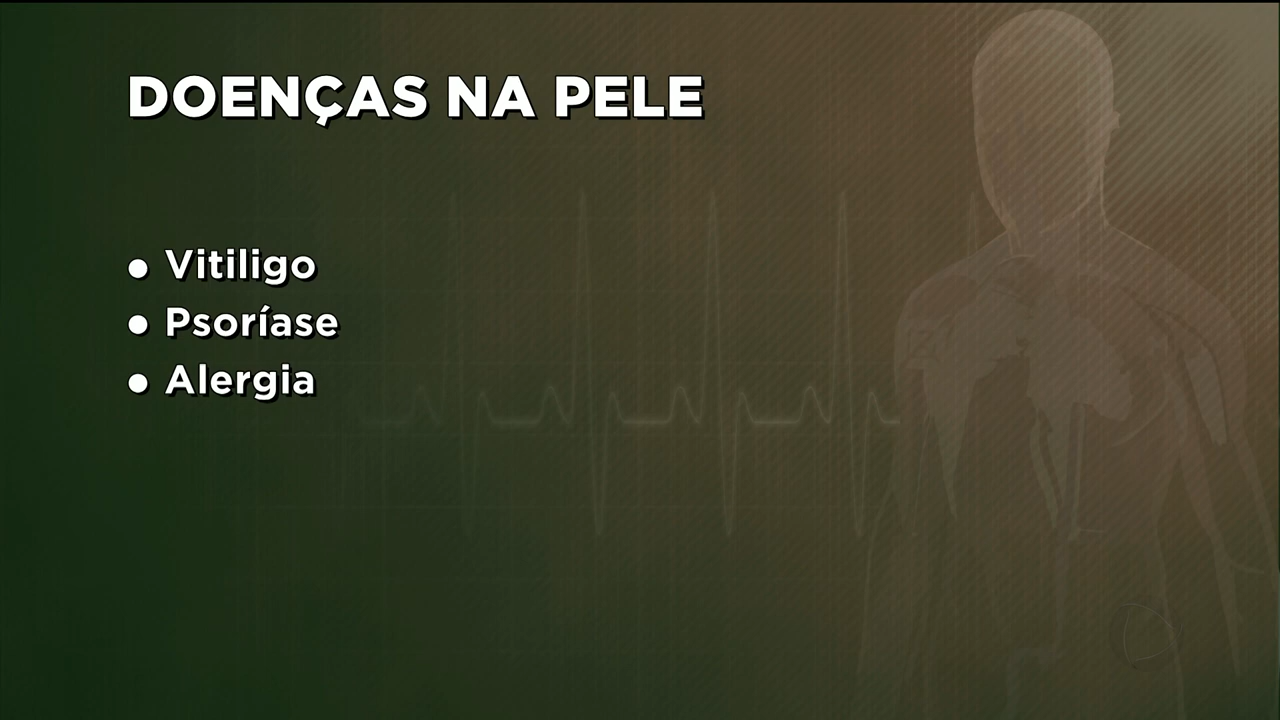 DOENÇAS NA PELE
● Vitiligo
● Psoríase
● Alergia